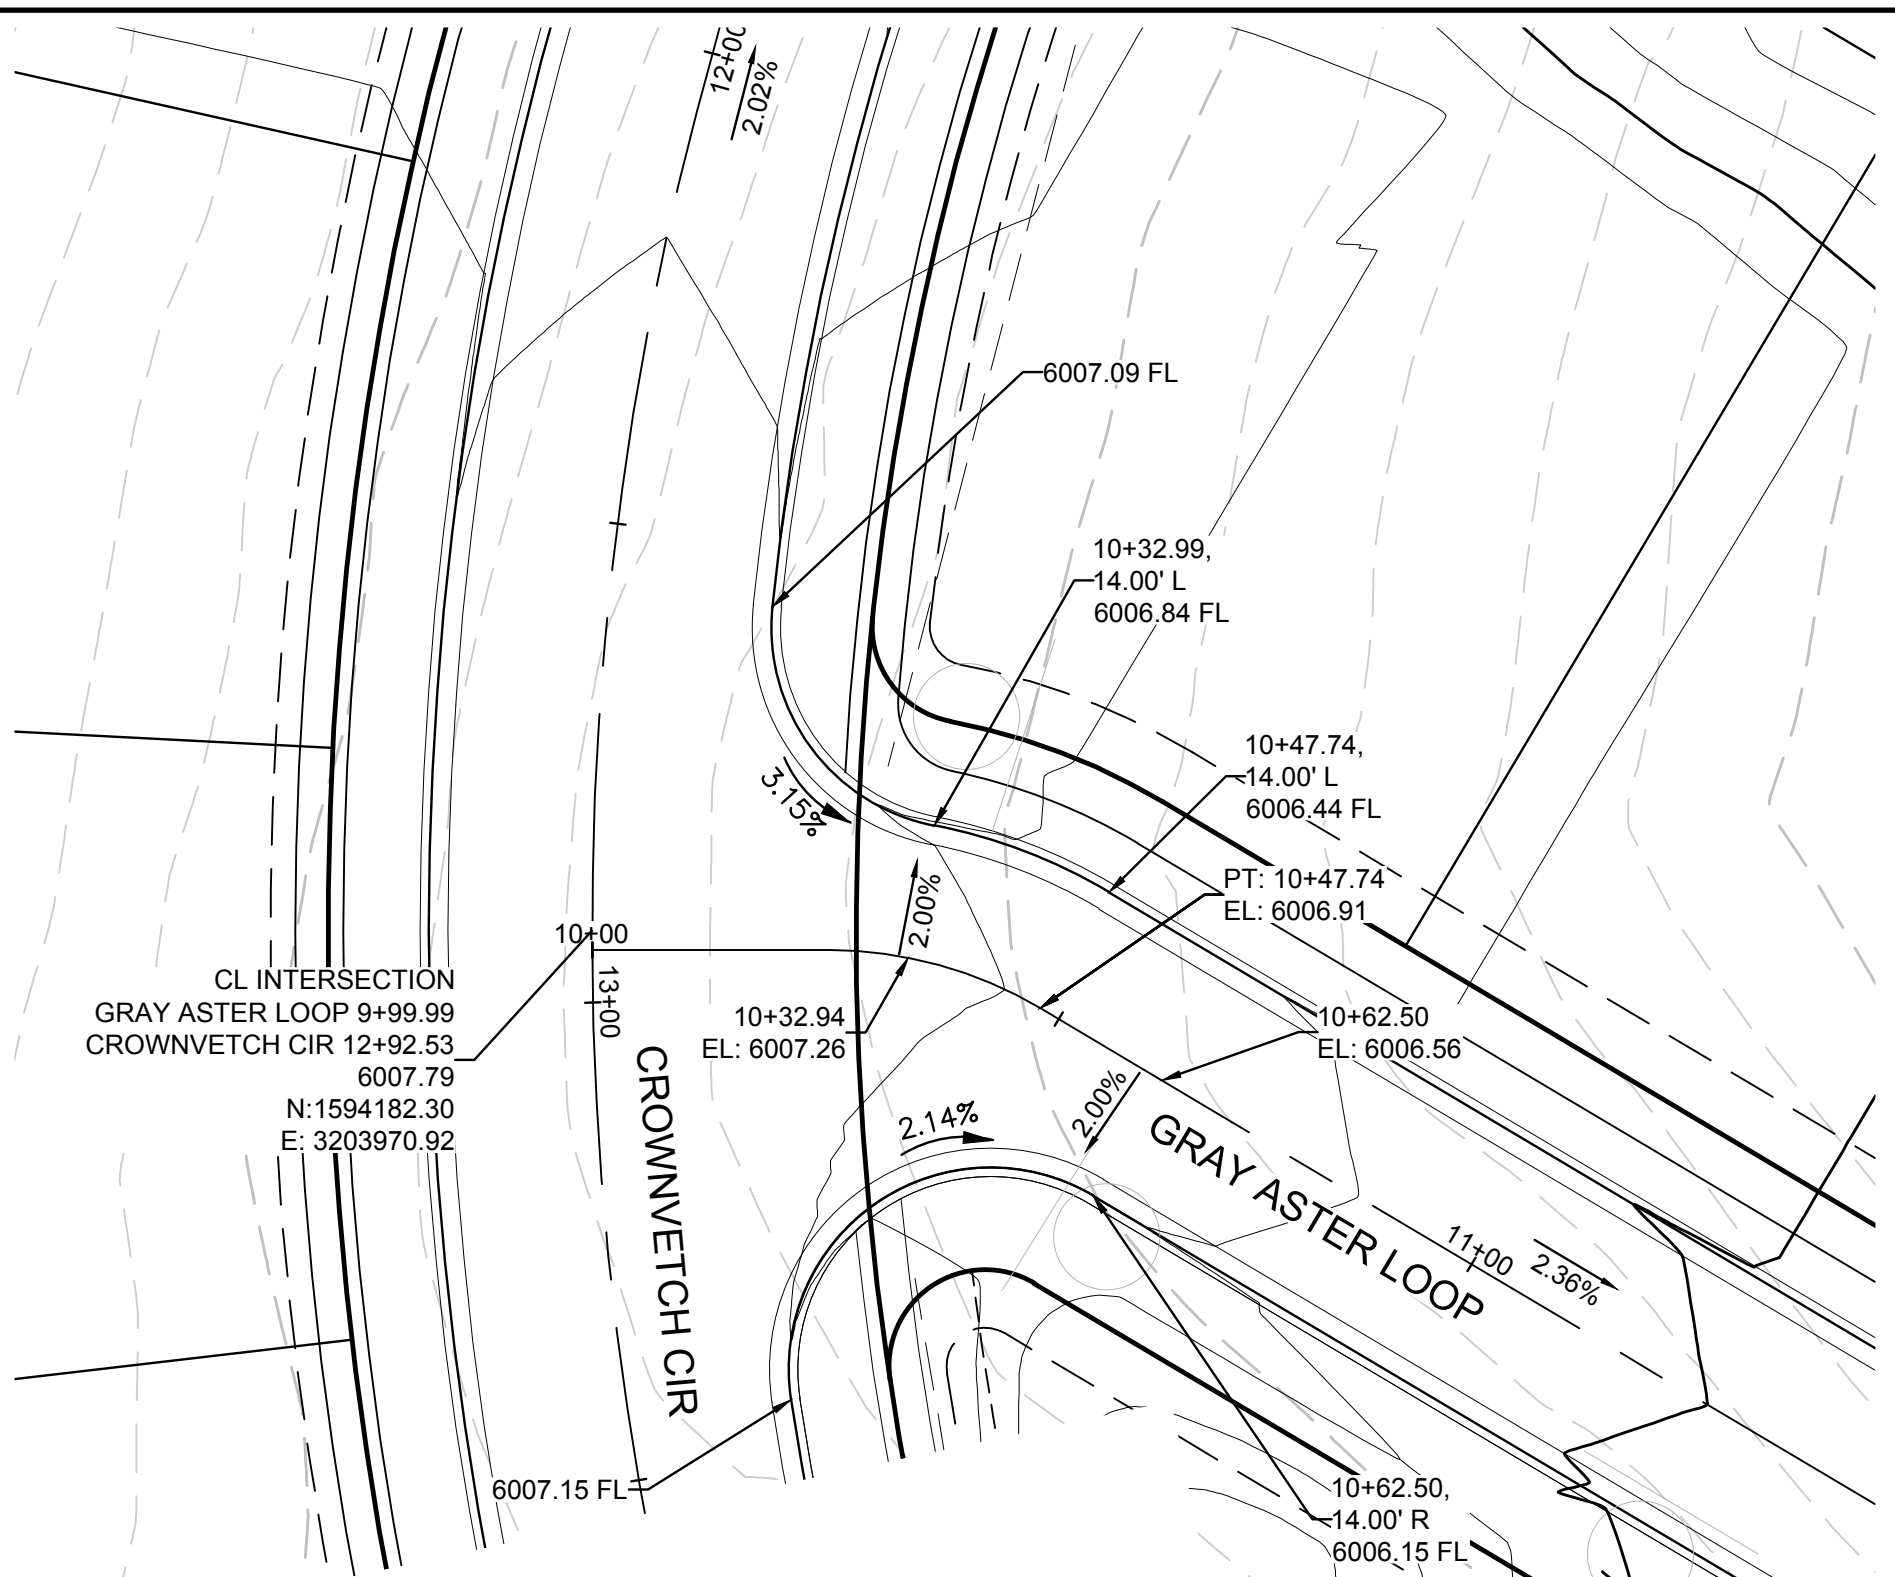 12+00
2.02%
6007.09 FL
10+32.99,
14.00' L
6006.84 FL
10+47.74,
14.00' L
6006.44 FL
3.15%
PT: 10+47.74
EL: 6006.91
2.00%
10+00
13+00
CL INTERSECTION
GRAY ASTER LOOP 9+99.99
CROWNVETCH CIR 12+92.53
6007.79
N:1594182.30
E: 3203970.92
10+32.94
EL: 6007.26
10+62.50
EL: 6006.56
2.00%
2.14%
CROWNVETCH CIR
GRAY ASTER LOOP
11+00
2.36%
6007.15 FL
10+62.50,
14.00' R
6006.15 FL